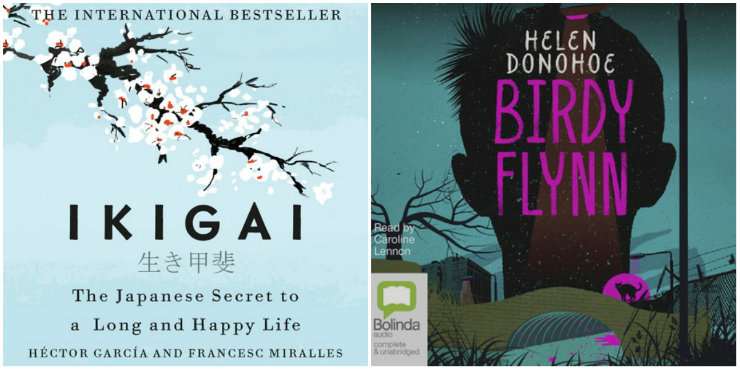 THE INTERNATIONAL BESTSELLER
IKIGAI
生き甲斐
The Japanese Secret to
a Long and Happy Life
HÉCTOR GARCÍA AND FRANCESC MIRALLES
HELEN
DONOHOE
BIRDY
FLYNN
Read by
Caroline
Lennon
Bolinda
audio
complete
& unabridged